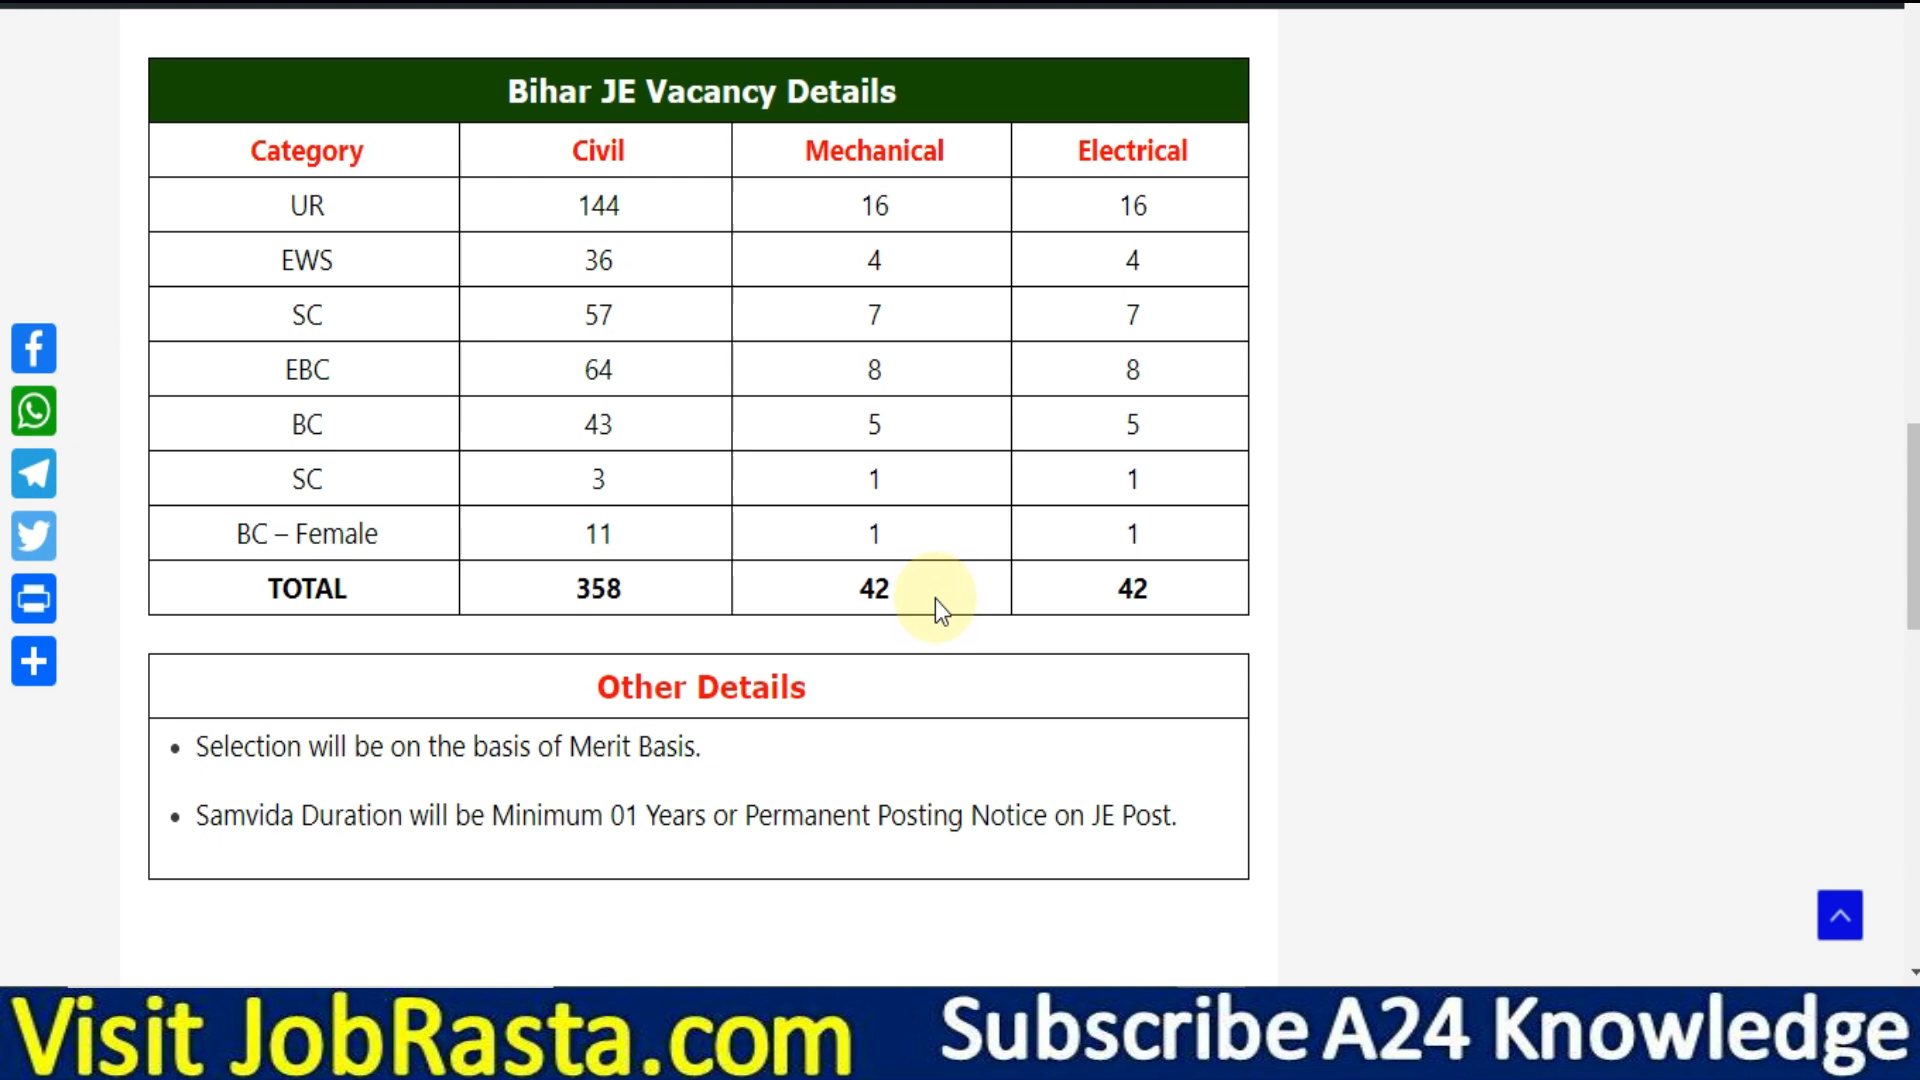 Bihar JE Vacancy Details
Category Civil Mechanical Electrical
UR 144 16 16
EWS 36 4 4
SC 57 7 7
EBC 64 8 8
BC 43 5 5
SC 3 1 1
BC – Female 11 1 1
TOTAL 358 42 42
Other Details
• Selection will be on the basis of Merit Basis.
• Samvida Duration will be Minimum 01 Years or Permanent Posting Notice on JE Post.
Visit JobRasta.com Subscribe A24 Knowledge